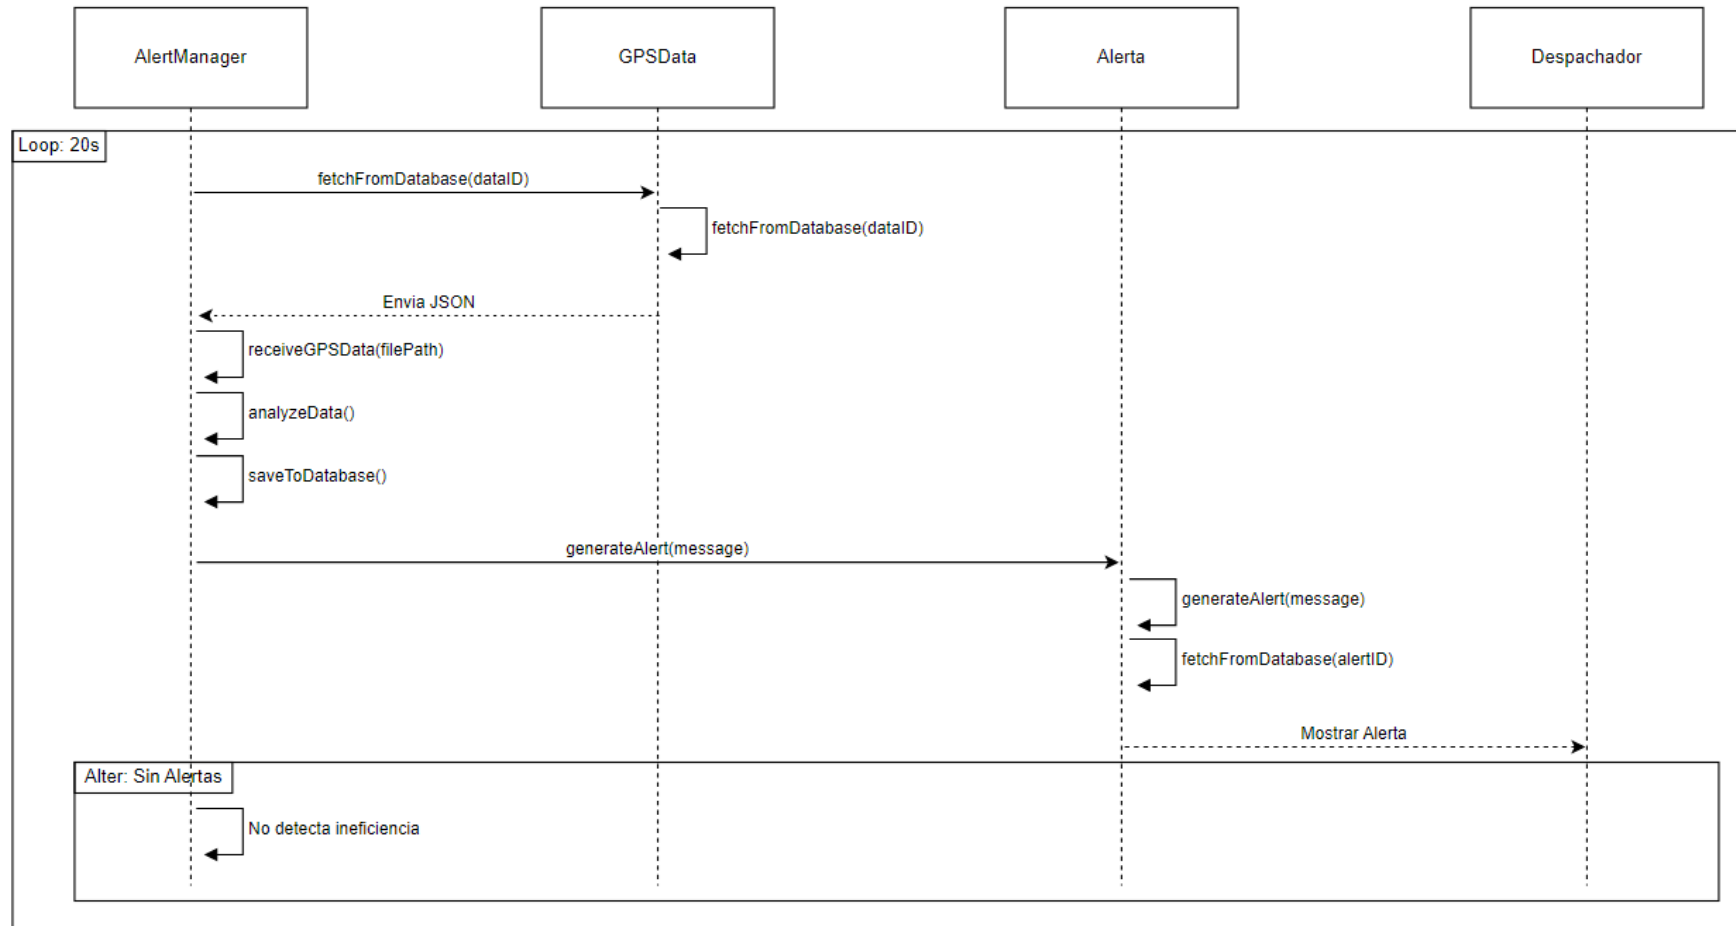 AlertManager
GPSData
Alerta
Despachador
Loop: 20s
fetchFromDatabase(dataID)
fetchFromDatabase(dataID)
Envia JSON
receiveGPSData(filePath)
analyzeData()
saveToDatabase()
generateAlert(message)
generateAlert(message)
fetchFromDatabase(alertID)
Mostrar Alerta
Alter: Sin Alertas
No detecta ineficiencia